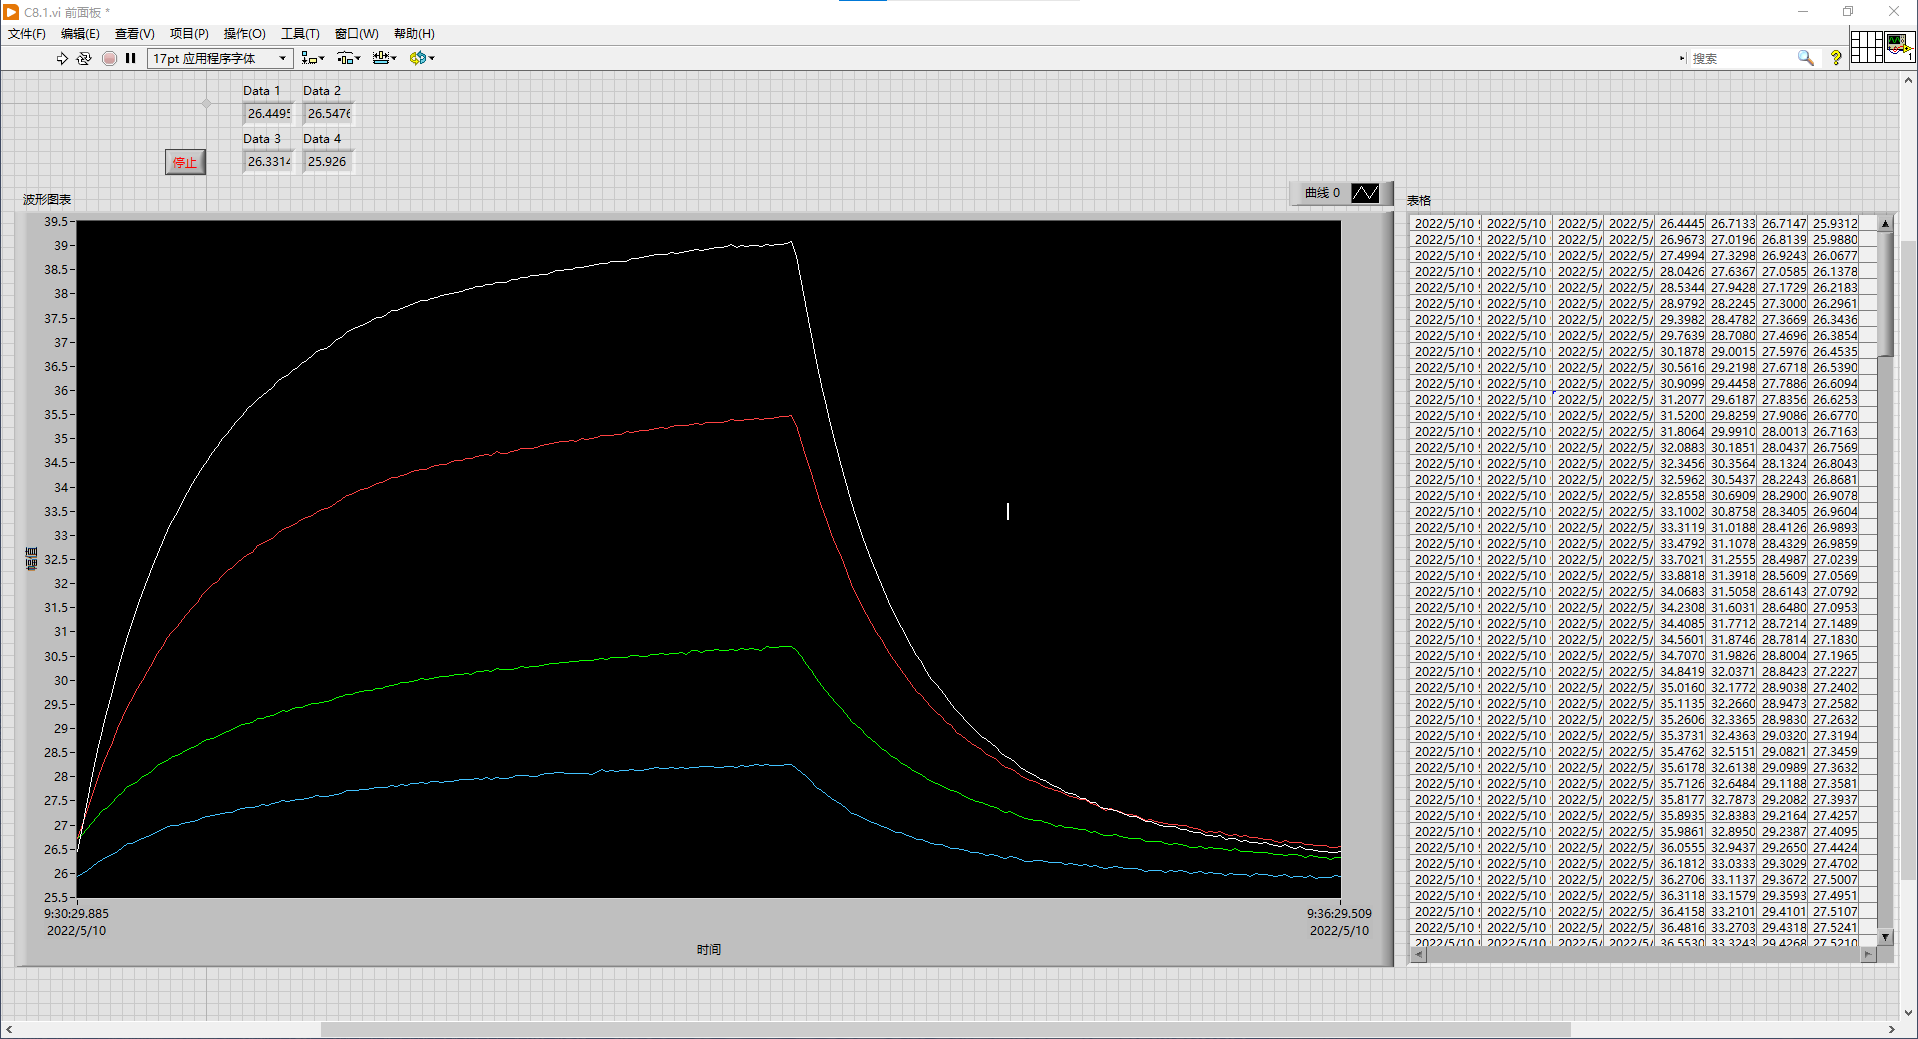 C8.1.vi 前面板 *
文件(F) 编辑(E) 查看(V) 项目(P) 操作(O) 工具(T) 窗口(W) 帮助(H)
17pt 应用程序字体
搜索
?
1
Data 1 Data 2
26.4495 26.5476
Data 3 Data 4
停止 26.3314 25.926
波形图表
曲线 0
表格
39.5
39
38.5
38
37.5
37
36.5
36
35.5
35
34.5
34
33.5
33
32.5
32
31.5
31
30.5
30
29.5
29
28.5
28
27.5
27
26.5
26
25.5
幅值
9:30:29.885
2022/5/10
9:36:29.509
2022/5/10
时间
2022/5/10 9 2022/5/10 2022/5/ 2022/5/ 26.4445 26.7133 26.7147 25.9312
2022/5/10 9 2022/5/10 2022/5/ 2022/5/ 26.9673 27.0196 26.8139 25.9880
2022/5/10 9 2022/5/10 2022/5/ 2022/5/ 27.4994 27.3298 26.9243 26.0677
2022/5/10 9 2022/5/10 2022/5/ 2022/5/ 28.0426 27.6367 27.0585 26.1378
2022/5/10 9 2022/5/10 2022/5/ 2022/5/ 28.5344 27.9428 27.1729 26.2183
2022/5/10 9 2022/5/10 2022/5/ 2022/5/ 28.9792 28.2245 27.3000 26.2961
2022/5/10 9 2022/5/10 2022/5/ 2022/5/ 29.3982 28.4782 27.3669 26.3436
2022/5/10 9 2022/5/10 2022/5/ 2022/5/ 29.7639 28.7080 27.4696 26.3854
2022/5/10 9 2022/5/10 2022/5/ 2022/5/ 30.1878 29.0015 27.5976 26.4535
2022/5/10 9 2022/5/10 2022/5/ 2022/5/ 30.5616 29.2198 27.6718 26.5390
2022/5/10 9 2022/5/10 2022/5/ 2022/5/ 30.9099 29.4458 27.7886 26.6094
2022/5/10 9 2022/5/10 2022/5/ 2022/5/ 31.2077 29.6187 27.8356 26.6253
2022/5/10 9 2022/5/10 2022/5/ 2022/5/ 31.5200 29.8259 27.9086 26.6770
2022/5/10 9 2022/5/10 2022/5/ 2022/5/ 31.8064 29.9910 28.0013 26.7163
2022/5/10 9 2022/5/10 2022/5/ 2022/5/ 32.0883 30.1851 28.0437 26.7569
2022/5/10 9 2022/5/10 2022/5/ 2022/5/ 32.3456 30.3564 28.1324 26.8043
2022/5/10 9 2022/5/10 2022/5/ 2022/5/ 32.5962 30.5437 28.2243 26.8681
2022/5/10 9 2022/5/10 2022/5/ 2022/5/ 32.8558 30.6909 28.2900 26.9078
2022/5/10 9 2022/5/10 2022/5/ 2022/5/ 33.1002 30.8758 28.3405 26.9604
2022/5/10 9 2022/5/10 2022/5/ 2022/5/ 33.3119 31.0188 28.4126 26.9893
2022/5/10 9 2022/5/10 2022/5/ 2022/5/ 33.4792 31.1078 28.4329 26.9859
2022/5/10 9 2022/5/10 2022/5/ 2022/5/ 33.7021 31.2555 28.4987 27.0239
2022/5/10 9 2022/5/10 2022/5/ 2022/5/ 33.8818 31.3918 28.5609 27.0569
2022/5/10 9 2022/5/10 2022/5/ 2022/5/ 34.0683 31.5058 28.6143 27.0792
2022/5/10 9 2022/5/10 2022/5/ 2022/5/ 34.2308 31.6031 28.6480 27.0953
2022/5/10 9 2022/5/10 2022/5/ 2022/5/ 34.4085 31.7712 28.7214 27.1489
2022/5/10 9 2022/5/10 2022/5/ 2022/5/ 34.5601 31.8746 28.7814 27.1830
2022/5/10 9 2022/5/10 2022/5/ 2022/5/ 34.7070 31.9826 28.8004 27.1965
2022/5/10 9 2022/5/10 2022/5/ 2022/5/ 34.8419 32.0371 28.8423 27.2227
2022/5/10 9 2022/5/10 2022/5/ 2022/5/ 35.0160 32.1772 28.9038 27.2402
2022/5/10 9 2022/5/10 2022/5/ 2022/5/ 35.1135 32.2660 28.9473 27.2582
2022/5/10 9 2022/5/10 2022/5/ 2022/5/ 35.2606 32.3365 28.9830 27.2632
2022/5/10 9 2022/5/10 2022/5/ 2022/5/ 35.3731 32.4363 29.0320 27.3194
2022/5/10 9 2022/5/10 2022/5/ 2022/5/ 35.4762 32.5151 29.0821 27.3459
2022/5/10 9 2022/5/10 2022/5/ 2022/5/ 35.6178 32.6138 29.0989 27.3632
2022/5/10 9 2022/5/10 2022/5/ 2022/5/ 35.7126 32.6484 29.1188 27.3581
2022/5/10 9 2022/5/10 2022/5/ 2022/5/ 35.8177 32.7873 29.2082 27.3937
2022/5/10 9 2022/5/10 2022/5/ 2022/5/ 35.8935 32.8383 29.2164 27.4257
2022/5/10 9 2022/5/10 2022/5/ 2022/5/ 35.9861 32.8950 29.2387 27.4095
2022/5/10 9 2022/5/10 2022/5/ 2022/5/ 36.0555 32.9437 29.2650 27.4424
2022/5/10 9 2022/5/10 2022/5/ 2022/5/ 36.1812 33.0333 29.3029 27.4702
2022/5/10 9 2022/5/10 2022/5/ 2022/5/ 36.2706 33.1137 29.3672 27.5007
2022/5/10 9 2022/5/10 2022/5/ 2022/5/ 36.3118 33.1579 29.3593 27.4951
2022/5/10 9 2022/5/10 2022/5/ 2022/5/ 36.4158 33.2101 29.4101 27.5107
2022/5/10 9 2022/5/10 2022/5/ 2022/5/ 36.4816 33.2703 29.4318 27.5241
2022/5/10 9 2022/5/10 2022/5/ 2022/5/ 36.5530 33.3243 29.4268 27.5210